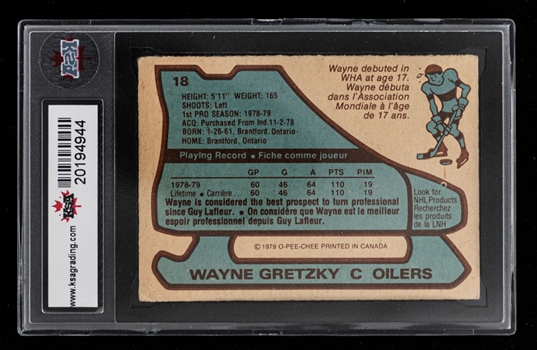 KSA
www.ksagrading.com
KSA
20194944
18
HEIGHT: 5'11" WEIGHT: 165
SHOOTS: Left
1st PRO SEASON: 1978-79
ACQ: Purchased From Ind.11-2-78
BORN: 1-26-61, Brantford, Ontario
HOME: Brantford, Ontario
Wayne debuted in
WHA at age 17.
Wayne débuta
dans l'Association
Mondiale à l'âge
de 17 ans.
Playing Record • Fiche comme joueur
GP G A PTS PIM
1978-79 60 46 64 110 19
Lifetime • Carrière 60 46 64 110 19
Wayne is considered the best prospect to turn professional
since Guy Lafleur. • On considére que Wayne est le meilleur
espoir professionnel depuis Guy Lafleur.
Look for
NHL Products
Recherchez
les produits
de la LNH
© 1979 O-PEE-CHEE PRINTED IN CANADA
WAYNE GRETZKY C OILERS